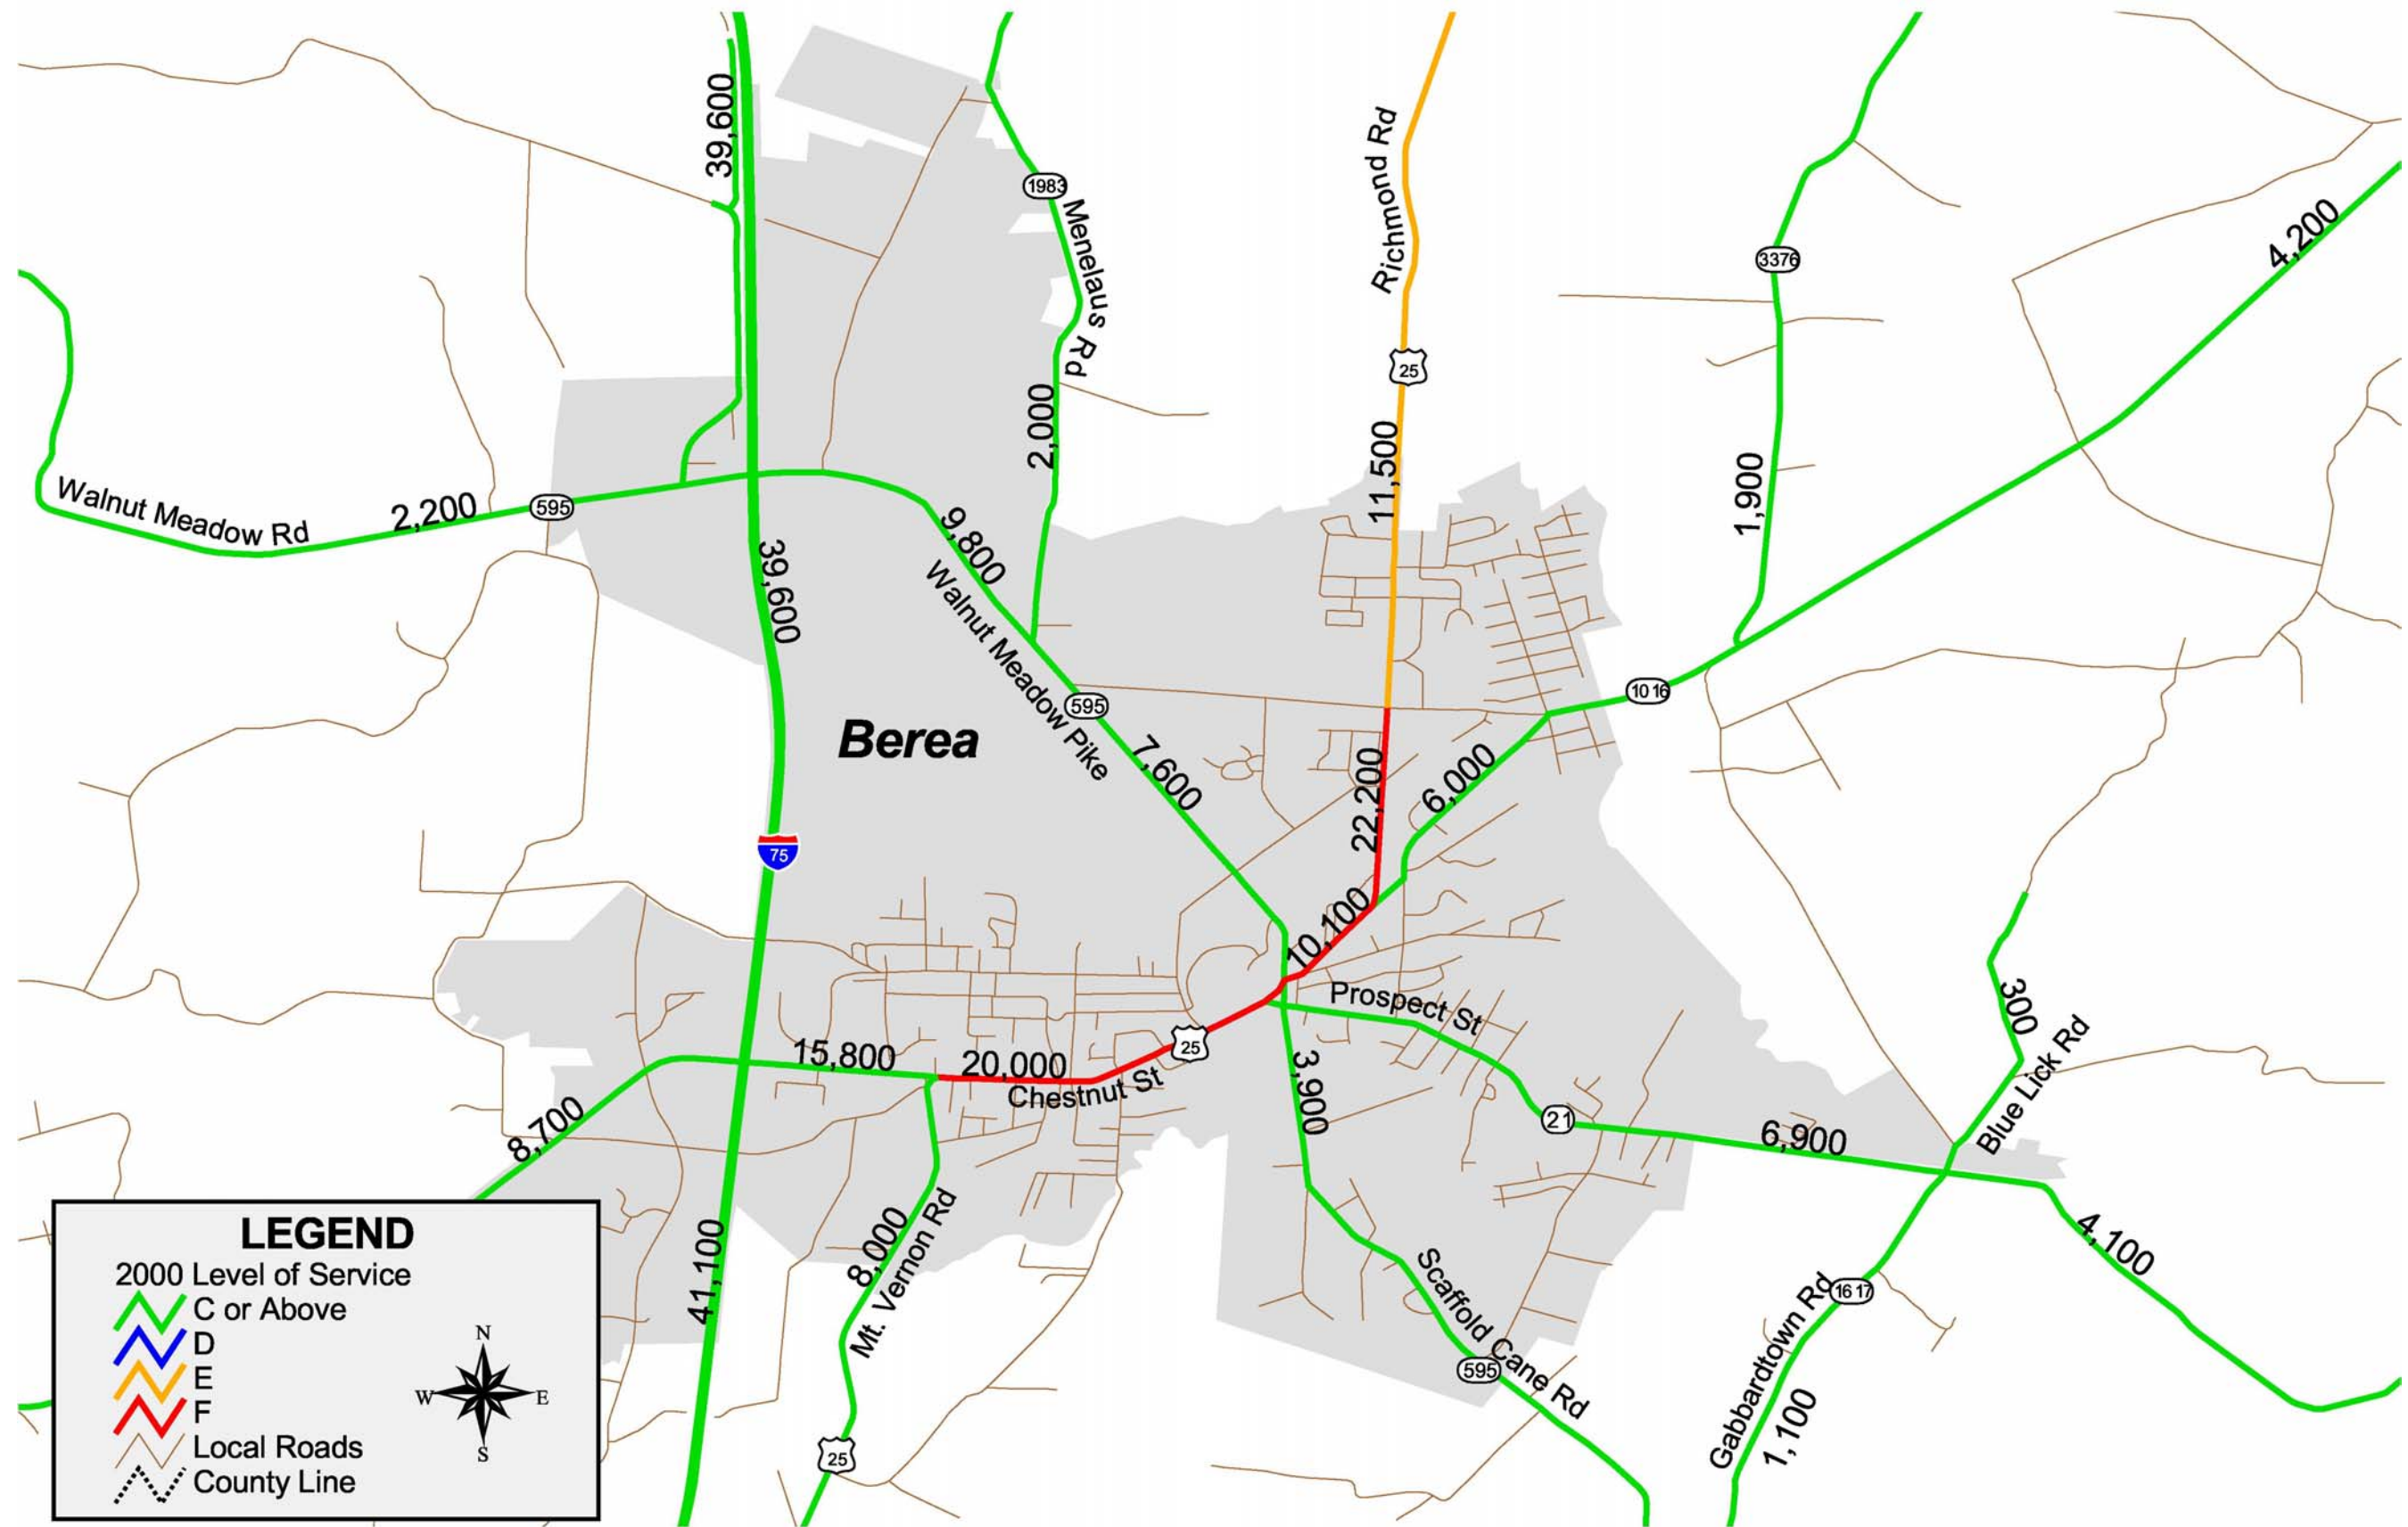 39,600
1983
Menelaus Rd
Richmond Rd
3376
4,200
25
2,000
11,500
1,900
Walnut Meadow Rd
2,200
595
9,800
39,600
Walnut Meadow Pike
595
1016
Berea
7,600
22,200
6,000
75
10,100
Prospect St
300
25
15,800
20,000
Chestnut St
3,900
Blue Lick Rd
8,700
21
6,900
8,000
Mt. Vernon Rd
41,100
4,100
Scaffold Cane Rd
1617
Gabbardtown Rd
595
1,100
25
LEGEND
2000 Level of Service
C or Above
D
E
F
Local Roads
County Line
N
W
E
S